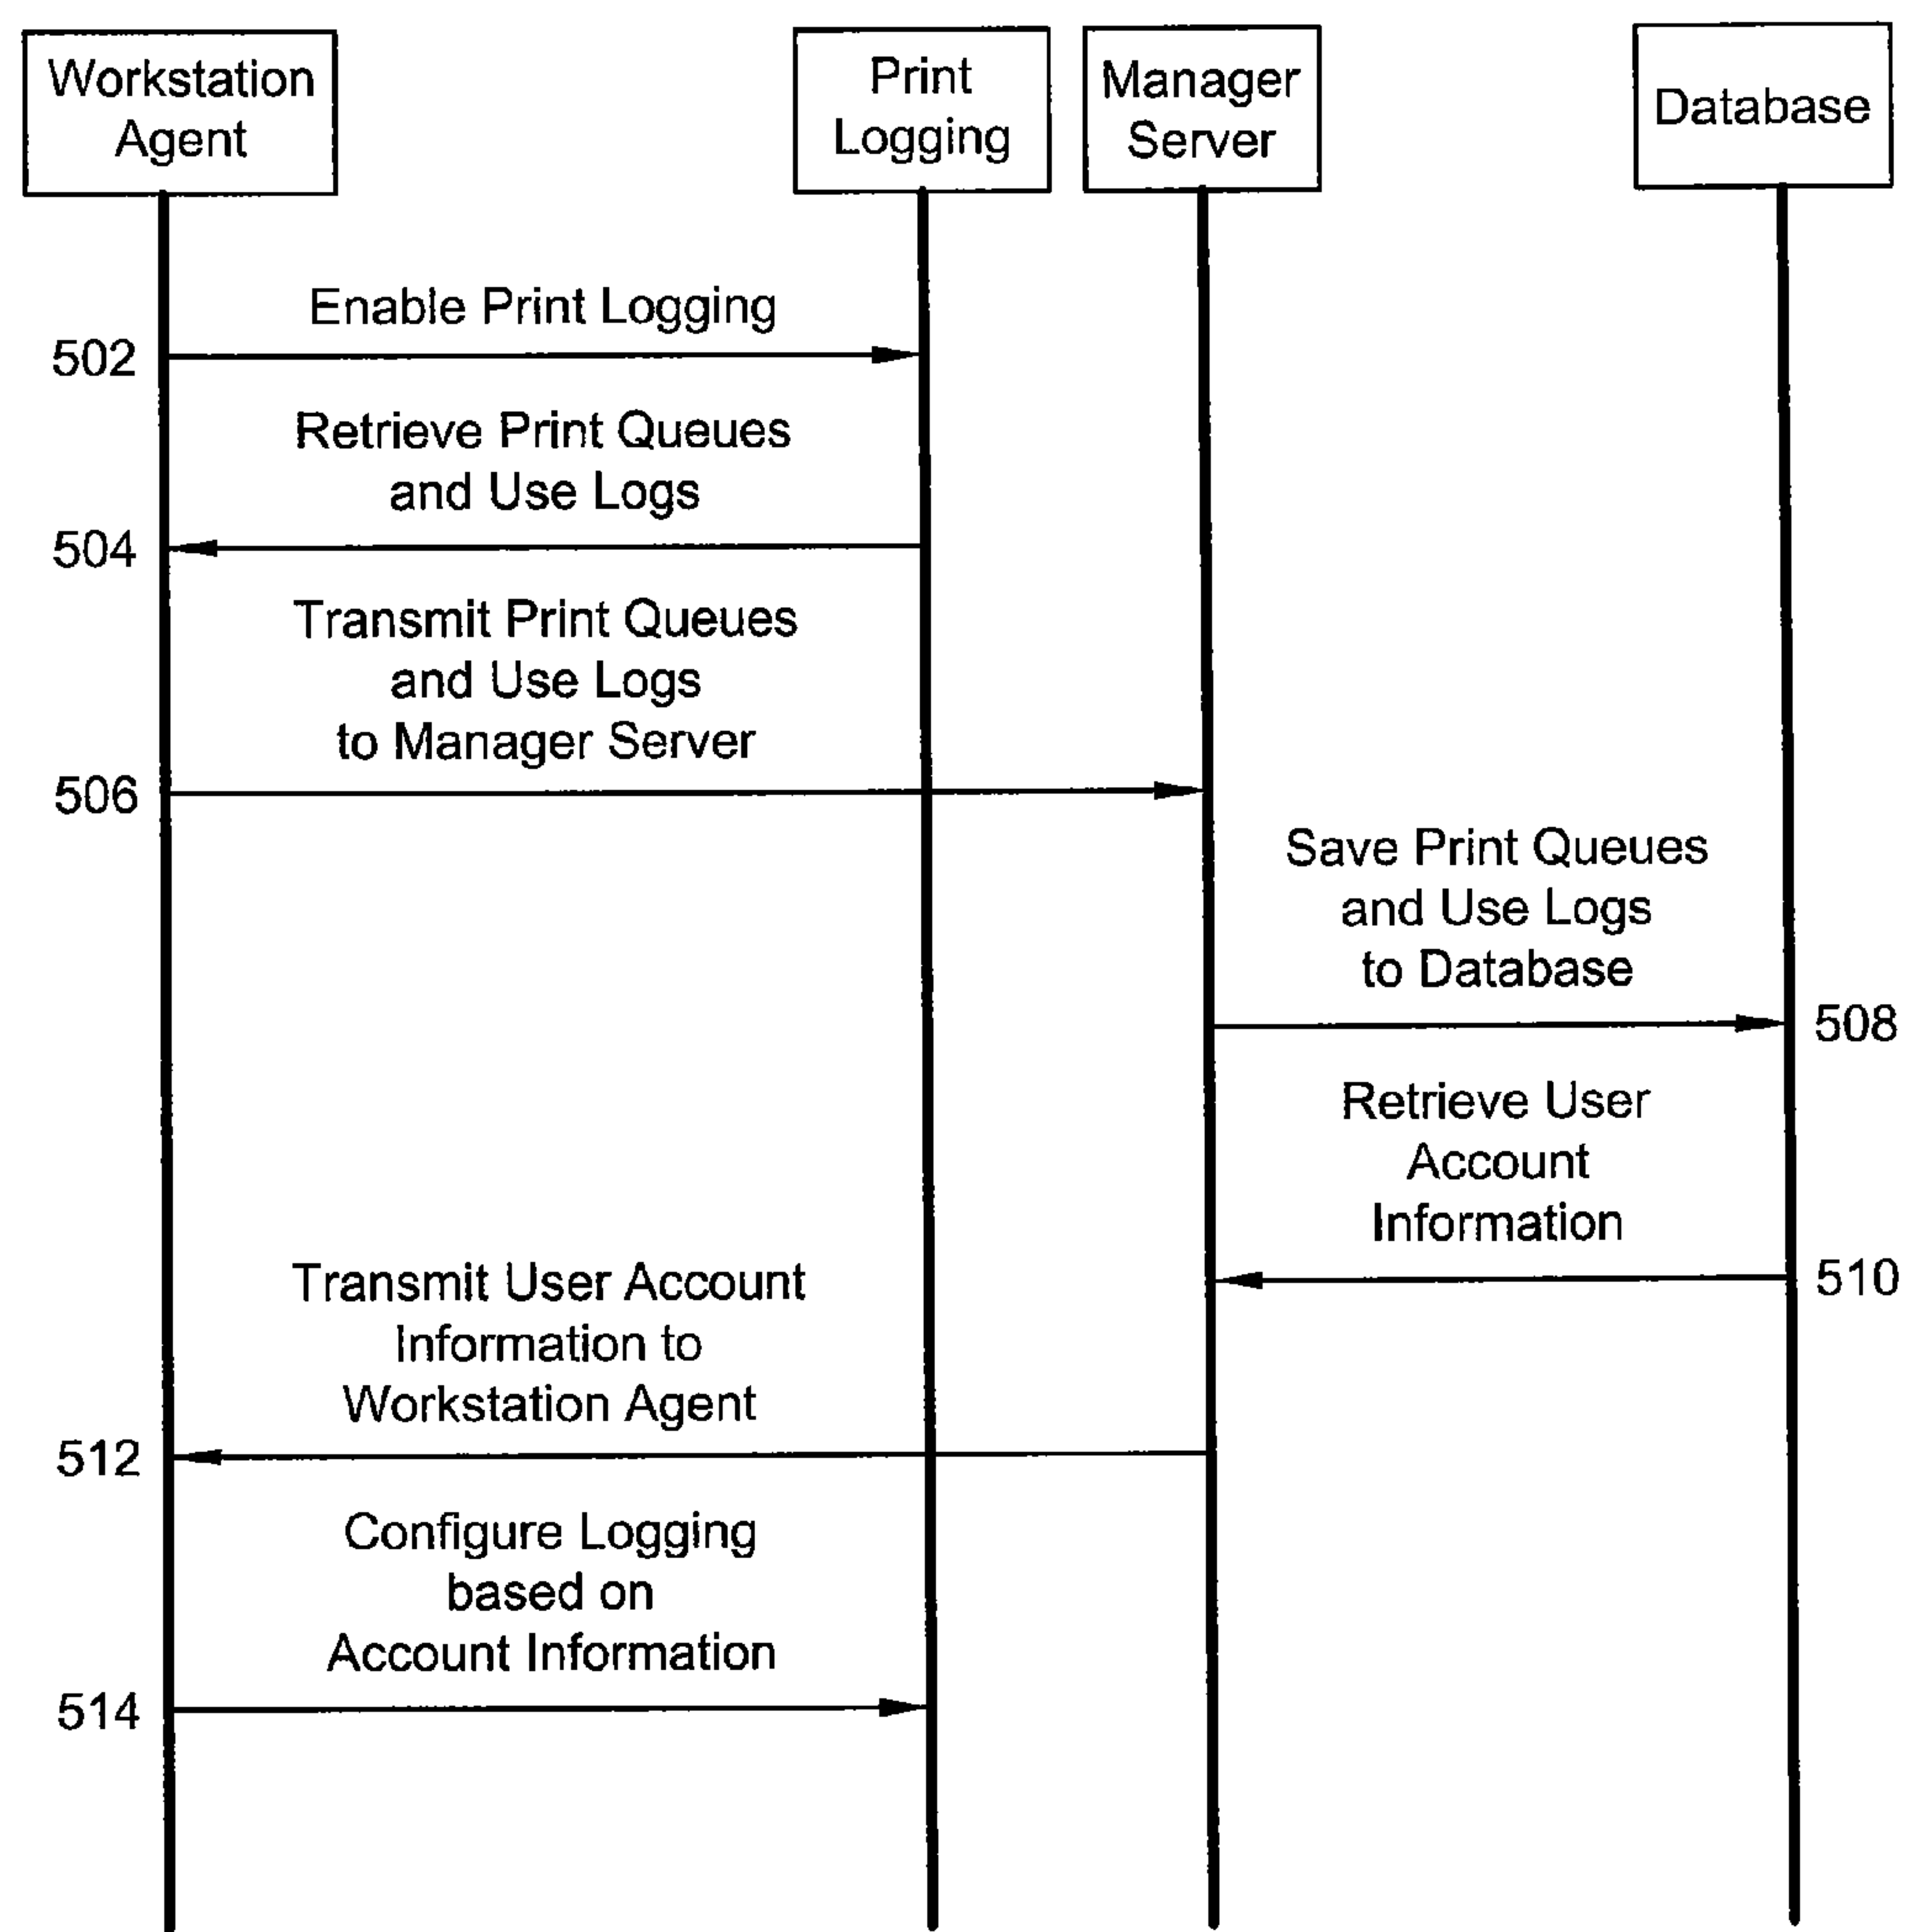 Workstation
Agent
Print
Logging
Manager
Server
Database
Enable Print Logging
502
Retrieve Print Queues
and Use Logs
504
Transmit Print Queues
and Use Logs
to Manager Server
506
Save Print Queues
and Use Logs
to Database
508
Retrieve User
Account
Information
510
Transmit User Account
Information to
Workstation Agent
512
Configure Logging
based on
Account Information
514